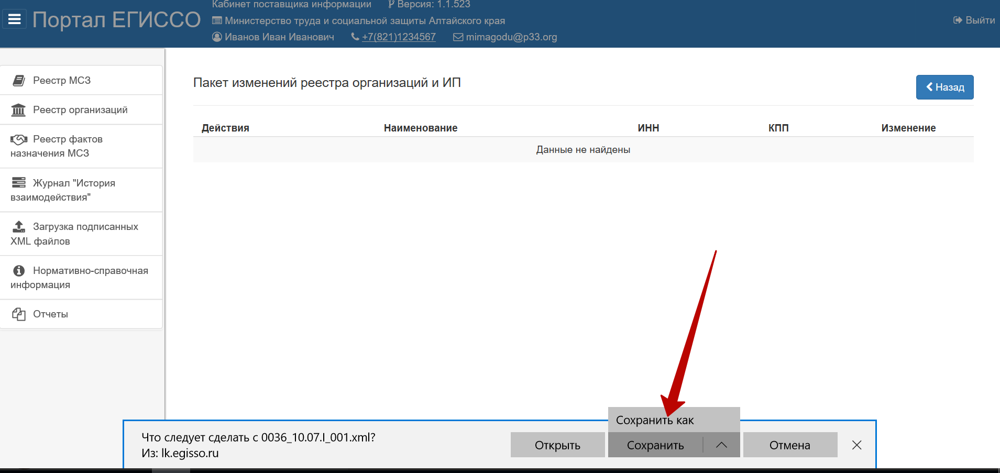 Кабинет поставщика информации Версия: 1.1.523
Портал ЕГИССО
Министерство труда и социальной защиты Алтайского края
Выйти
Иванов Иван Иванович +7(821)1234567 mimagodu@p33.org
Реестр МСЗ
Реестр организаций
Реестр фактов
назначения МСЗ
Журнал "История
взаимодействия"
Загрузка подписанных
XML файлов
Нормативно-справочная
информация
Отчеты
Пакет изменений реестра организаций и ИП
Назад
Действия Наименование ИНН КПП Изменение
Данные не найдены
Сохранить как
Что следует сделать с 0036_10.07.I_001.xml?
Из: lk.egisso.ru
Открыть Сохранить Отмена